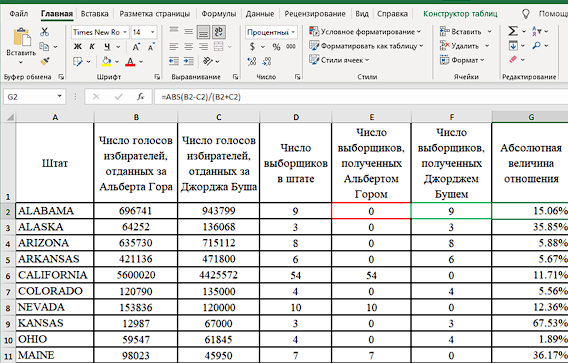 Файл Главная Вставка Разметка страницы Формулы Данные Рецензирование Вид Справка Конструктор таблиц
Вставить Times New Ro 14 Процентный Условное форматирование Вставить
Ж К Ч % 000 Форматировать как таблицу Удалить
Стили ячеек Формат
Буфер обмена Шрифт Выравнивание Число Стили Ячейки Редактирование
G2 fx =ABS(B2-C2)/(B2+C2)
A B C D E F G
1 Штат Число голосов избирателей, отданных за Альберта Гора Число голосов избирателей, отданных за Джорджа Буша Число выборщиков в штате Число выборщиков, полученных Альбертом Гором Число выборщиков, полученных Джорджем Бушем Абсолютная величина отношения
2 ALABAMA 696741 943799 9 0 9 15.06%
3 ALASKA 64252 136068 3 0 3 35.85%
4 ARIZONA 635730 715112 8 0 8 5.88%
5 ARKANSAS 421136 471800 6 0 6 5.67%
6 CALIFORNIA 5600020 4425572 54 54 0 11.71%
7 COLORADO 120790 135000 4 0 4 5.56%
8 NEVADA 153836 120000 10 10 0 12.36%
9 KANSAS 12987 67000 3 0 3 67.53%
10 OHIO 59547 61845 4 0 4 1.89%
11 MAINE 98023 45950 7 7 0 36.17%